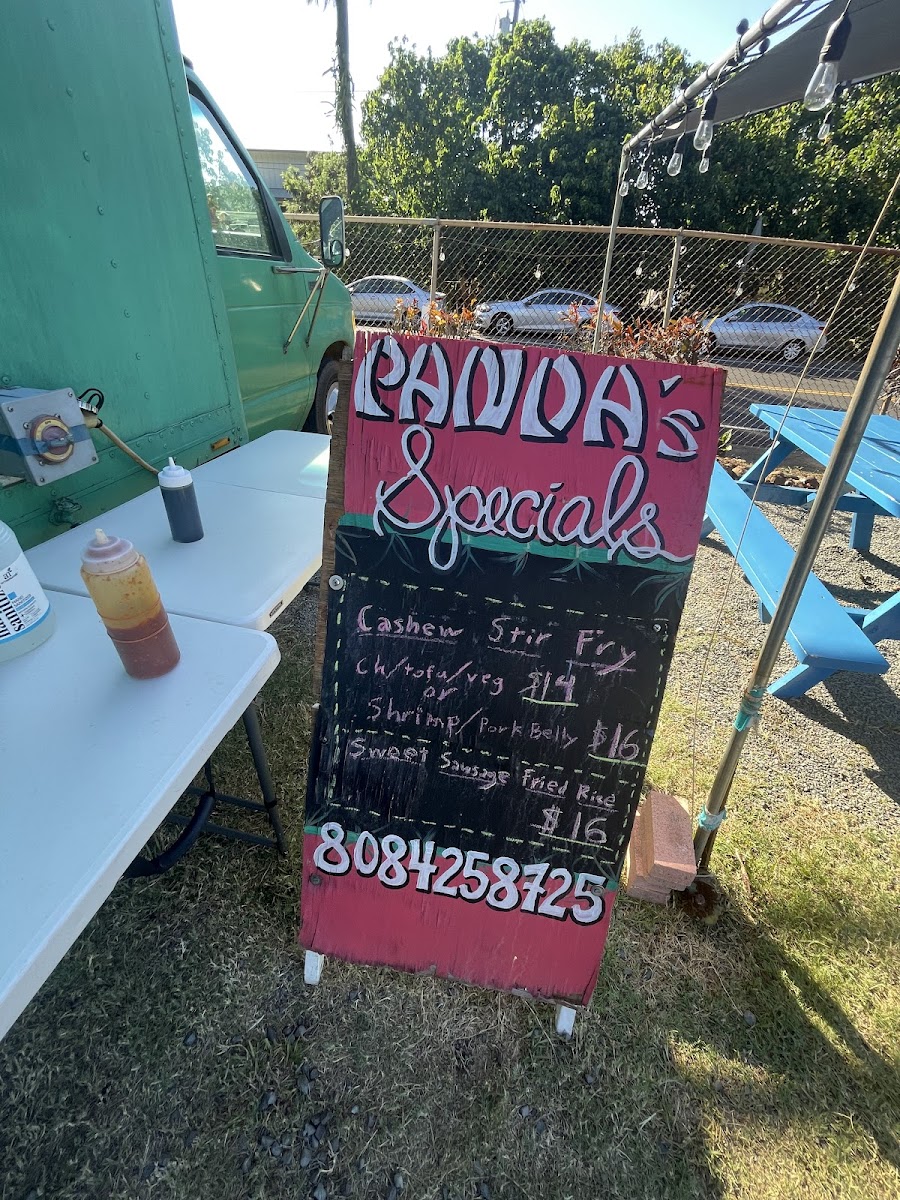 PANDA's
Specials
Cashew Stir Fry
Ch/tofu/veg $14
or
Shrimp/Pork Belly $16
Sweet Sausage Fried Rice
$16
8084258725